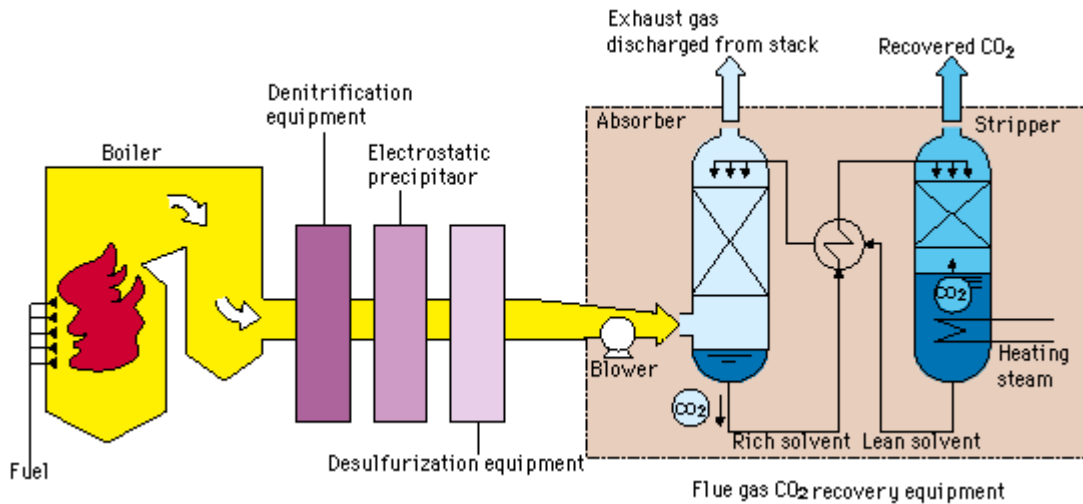 Exhaust gas
discharged from stack
Recovered CO₂
Denitrification
equipment
Absorber
Stripper
Boiler
Electrostatic
precipitaor
CO₂
Blower
Heating
steam
CO₂
Rich solvent
Lean solvent
Fuel
Desulfurization equipment
Flue gas CO₂ recovery equipment